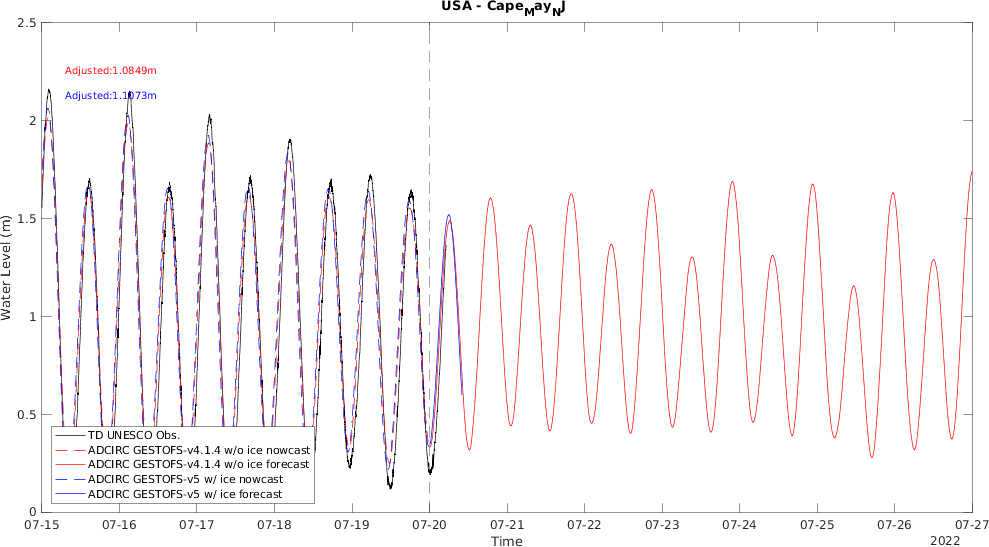 USA - CapeMayNJ
Adjusted:1.0849m
Adjusted:1.1073m
2.5
2
1.5
1
0.5
0
Water Level (m)
TD UNESCO Obs.
ADCIRC GESTOFS-v4.1.4 w/o ice nowcast
ADCIRC GESTOFS-v4.1.4 w/o ice forecast
ADCIRC GESTOFS-v5 w/ ice nowcast
ADCIRC GESTOFS-v5 w/ ice forecast
07-15 07-16 07-17 07-18 07-19 07-20 07-21 07-22 07-23 07-24 07-25 07-26 07-27
Time
2022